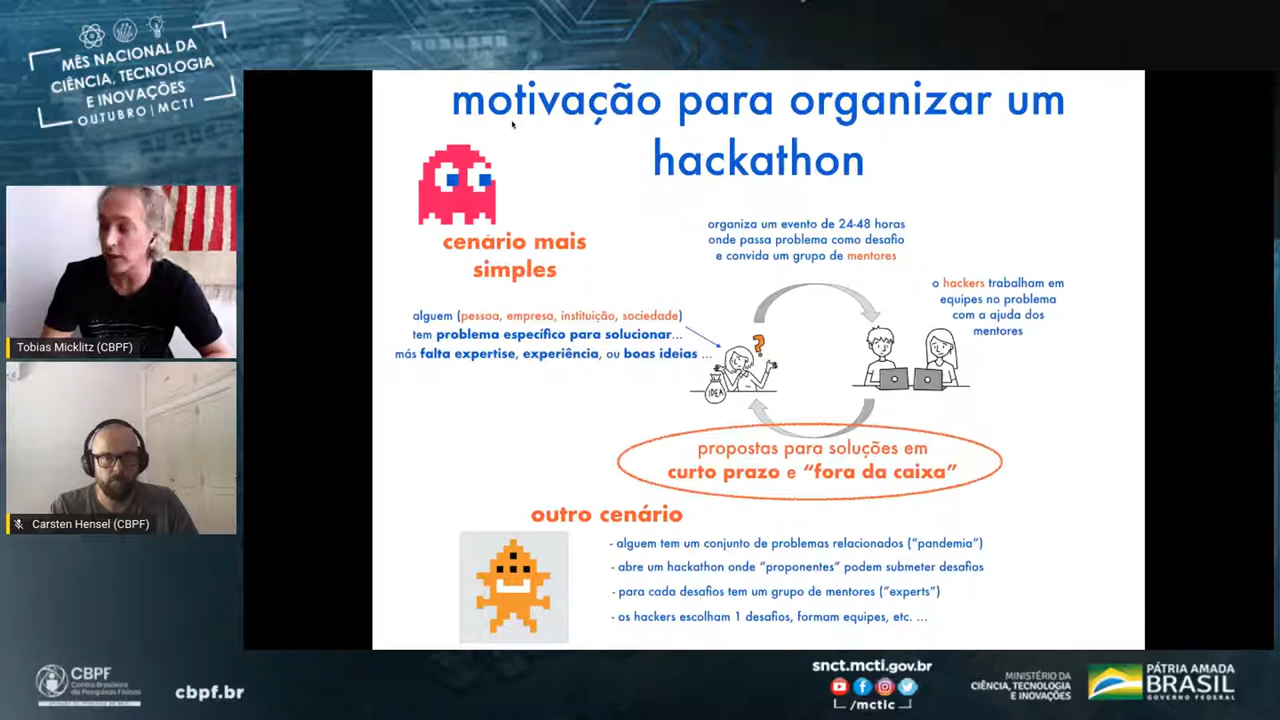 MÊS NACIONAL DA
CIÊNCIA, TECNOLOGIA
E INOVAÇÕES
OUTUBRO | MCTI
motivação para organizar um
hackathon
cenário mais
simples
organiza um evento de 24-48 horas
onde passa problema como desafio
e convida um grupo de mentores
o hackers trabalham em
equipes no problema
com a ajuda dos
mentores
alguem (pessoa, empresa, instituição, sociedade)
tem problema específico para solucionar...
más falta expertise, experiência, ou boas ideias ...
?
IDEA
propostas para soluções em
curto prazo e “fora da caixa”
outro cenário
- alguem tem um conjunto de problemas relacionados (“pandemia”)
- abre um hackathon onde “proponentes” podem submeter desafios
- para cada desafios tem um grupo de mentores (“experts”)
- os hackers escolham 1 desafios, formam equipes, etc. ...
Tobias Micklitz (CBPF)
Carsten Hensel (CBPF)
CBPF
Centro Brasileiro
de Pesquisas Físicas
cbpf.br
snct.mcti.gov.br
/mctic
MINISTÉRIO DA
CIÊNCIA, TECNOLOGIA
E INOVAÇÕES
PÁTRIA AMADA
BRASIL
GOVERNO FEDERAL